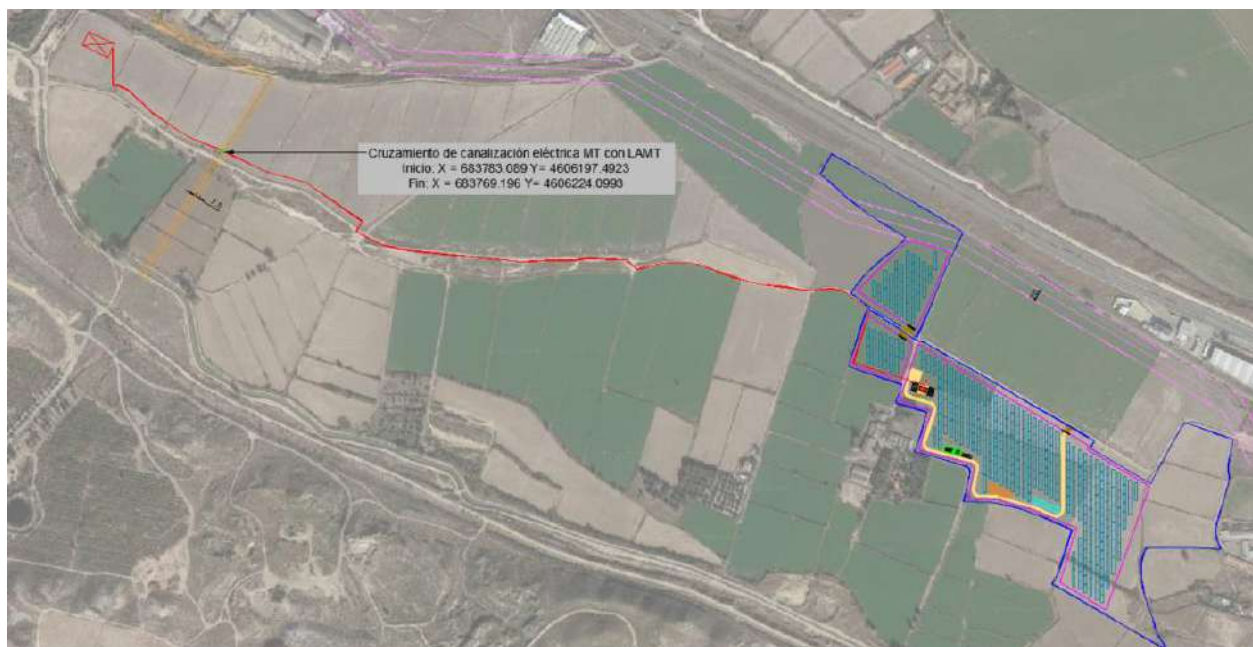 Cruzamiento de canalización eléctrica MT con LAMT
Inicio: X = 683783.089 Y= 4606197.4923
Fin: X = 683769.196 Y= 4606224.0993